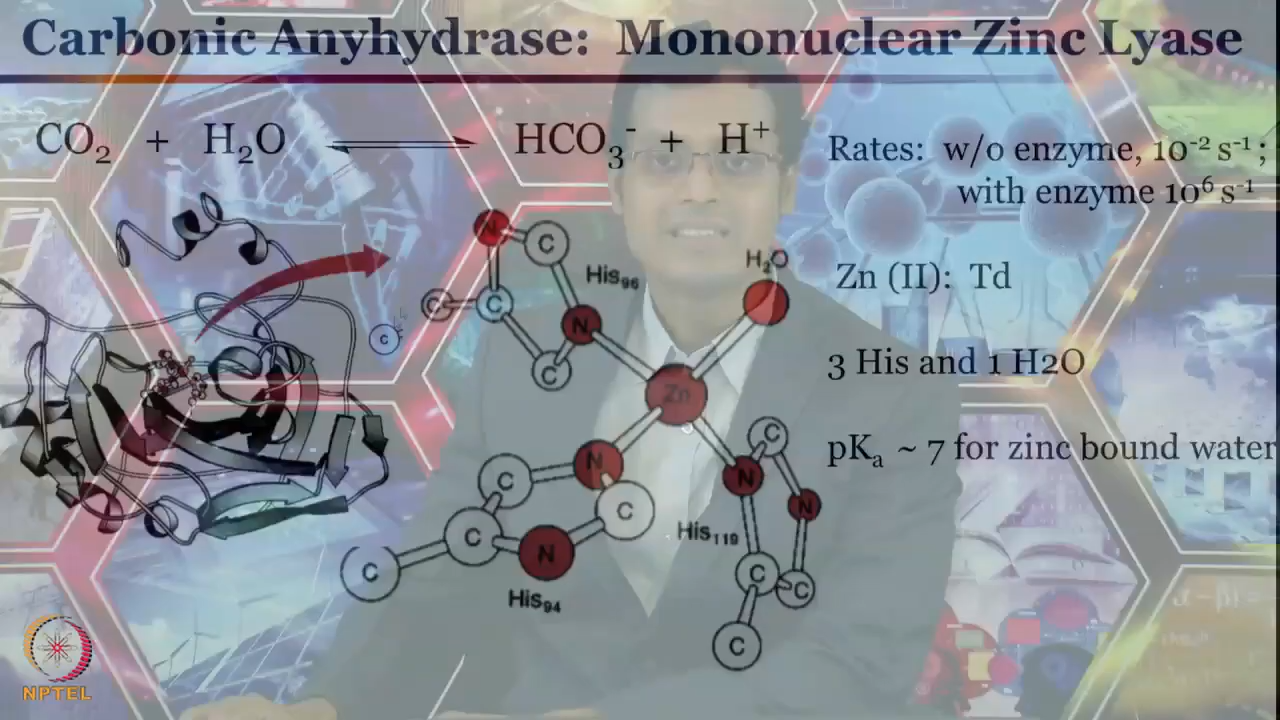 Carbonic Anyhydrase: Mononuclear Zinc Lyase
CO₂ + H₂O ⇌ HCO₃⁻ + H⁺
Rates: w/o enzyme, 10⁻² s⁻¹ ;
with enzyme 10⁶ s⁻¹
Zn (II): Td
3 His and 1 H2O
pKₐ ~ 7 for zinc bound water
N
C
His₉₆
H₂O
C
C
N
C
C
Zn
N
C
N
C
C
N
C
N
C
His₁₁₉
C
C
C
His₉₄
NPTEL